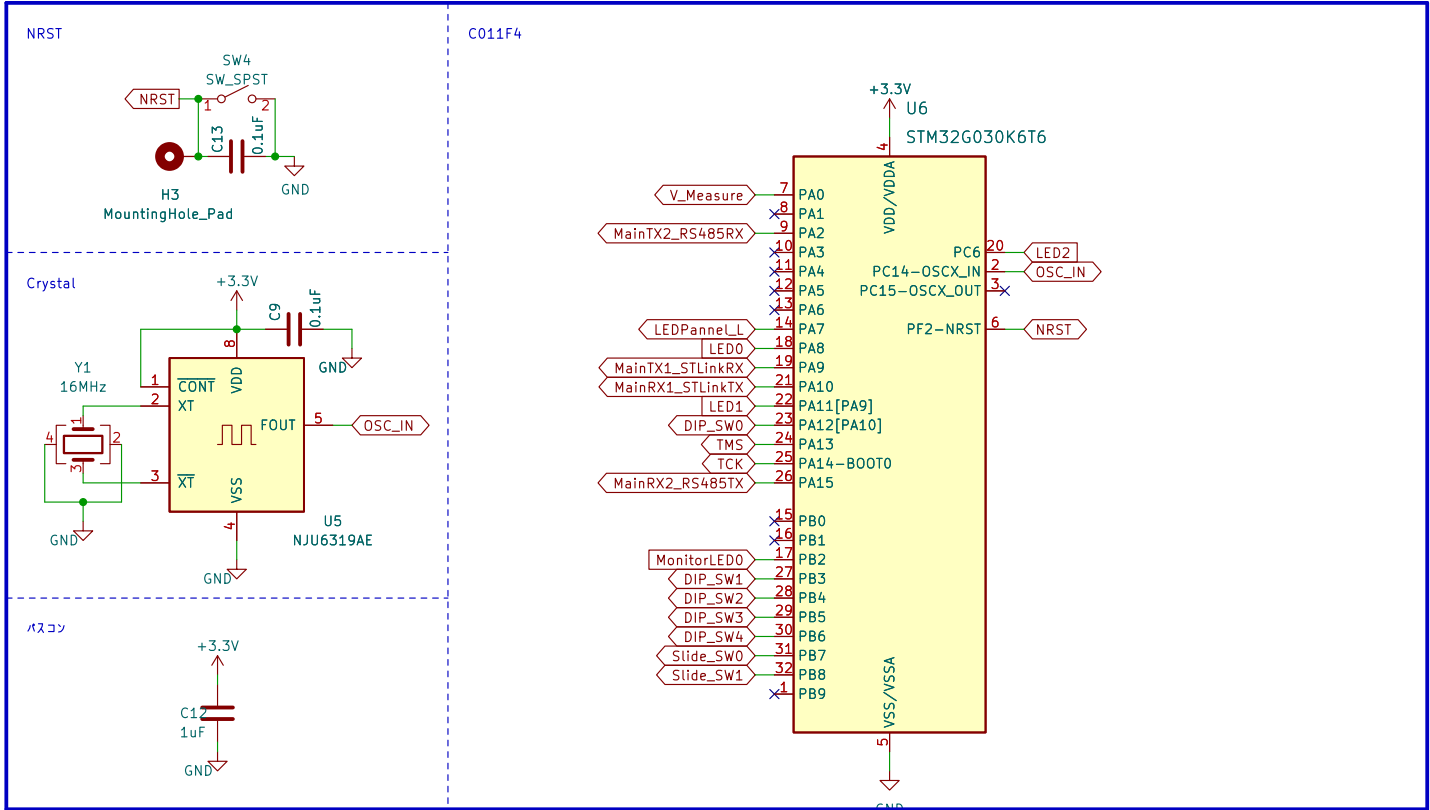 NRST
SW4
SW_SPST
NRST
1
2
C13
0.1uF
GND
H3
MountingHole_Pad
Crystal
+3.3V
C9
0.1uF
GND
8
Y1
16MHz
1
2
3
4
1
CONT
2
XT
3
XT
VDD
FOUT
5
OSC_IN
VSS
4
GND
GND
U5
NJU6319AE
パスコン
+3.3V
C12
1uF
GND
C011F4
+3.3V
U6
STM32G030K6T6
4
VDD/VDDA
V_Measure 7 PA0
8 PA1
MainTX2_RS485RX 9 PA2
10 PA3
11 PA4
12 PA5
13 PA6
LEDPannel_L 14 PA7
LED0 18 PA8
MainTX1_STLinkRX 19 PA9
MainRX1_STLinkTX 21 PA10
LED1 22 PA11[PA9]
DIP_SW0 23 PA12[PA10]
TMS 24 PA13
TCK 25 PA14-BOOT0
MainRX2_RS485TX 26 PA15
15 PB0
16 PB1
MonitorLED0 17 PB2
DIP_SW1 27 PB3
DIP_SW2 28 PB4
DIP_SW3 29 PB5
DIP_SW4 30 PB6
Slide_SW0 31 PB7
Slide_SW1 32 PB8
1 PB9
PC6 20 LED2
PC14-OSCX_IN 2 OSC_IN
PC15-OSCX_OUT 3
PF2-NRST 6 NRST
VSS/VSSA
5
GND